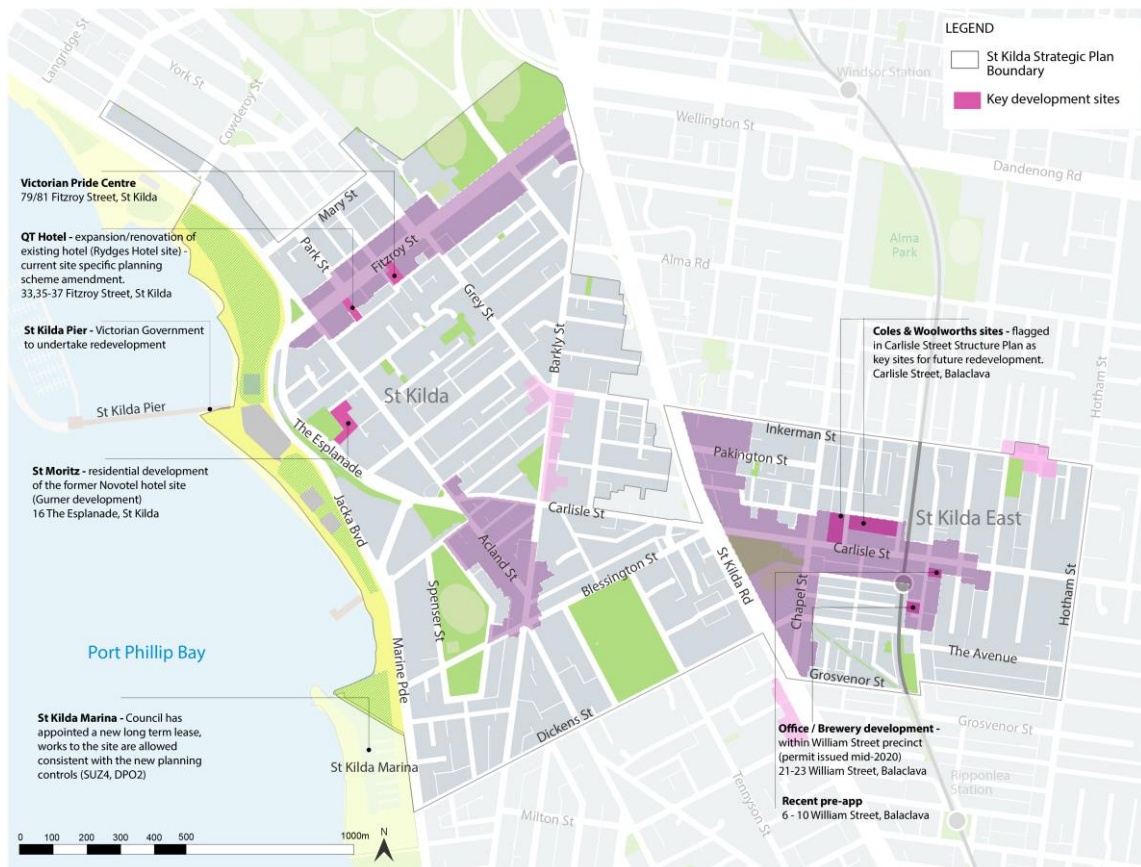 LEGEND
St Kilda Strategic Plan
Boundary
Key development sites
Langridge St
York St
Cowderoy St
Windsor Station
Wellington St
Dandenong Rd
Victorian Pride Centre
79/81 Fitzroy Street, St Kilda
QT Hotel - expansion/renovation of
existing hotel (Rydges Hotel site) -
current site specific planning
scheme amendment.
33,35-37 Fitzroy Street, St Kilda
St Kilda Pier - Victorian Government
to undertake redevelopment
St Kilda Pier
St Moritz - residential development
of the former Novotel hotel site
(Gurner development)
16 The Esplanade, St Kilda
Mary St
Park St
Fitzroy St
Grey St
Barkly St
Alma Rd
Alma
Park
St Kilda
The Esplanade
Jacka Bvd
Coles & Woolworths sites - flagged
in Carlisle Street Structure Plan as
key sites for future redevelopment.
Carlisle Street, Balaclava
Hotham St
Inkerman St
Pakington St
St Kilda East
Carlisle St
Carlisle St
Acland St
Blessington St
St Kilda Rd
Chapel St
Hotham St
Spenser St
The Avenue
Grosvenor St
Grosvenor St
Port Phillip Bay
Marine Pde
Dickens St
St Kilda Marina - Council has
appointed a new long term lease,
works to the site are allowed
consistent with the new planning
controls (SUZ4, DPO2)
St Kilda Marina
Office / Brewery development -
within William Street precinct
(permit issued mid-2020)
21-23 William Street, Balaclava
Recent pre-app
6 - 10 William Street, Balaclava
Ripponlea
Station
Tennyson St
Milton St
0 100 200 300 400 500 1000m
N